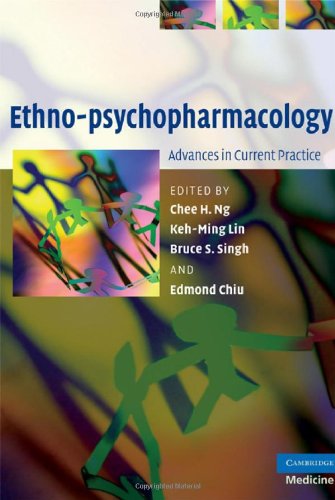 Ethno-psychopharmacology
Advances in Current Practice
EDITED BY
Chee H. Ng
Keh-Ming Lin
Bruce S. Singh
AND
Edmond Chiu
CAMBRIDGE
Medicine